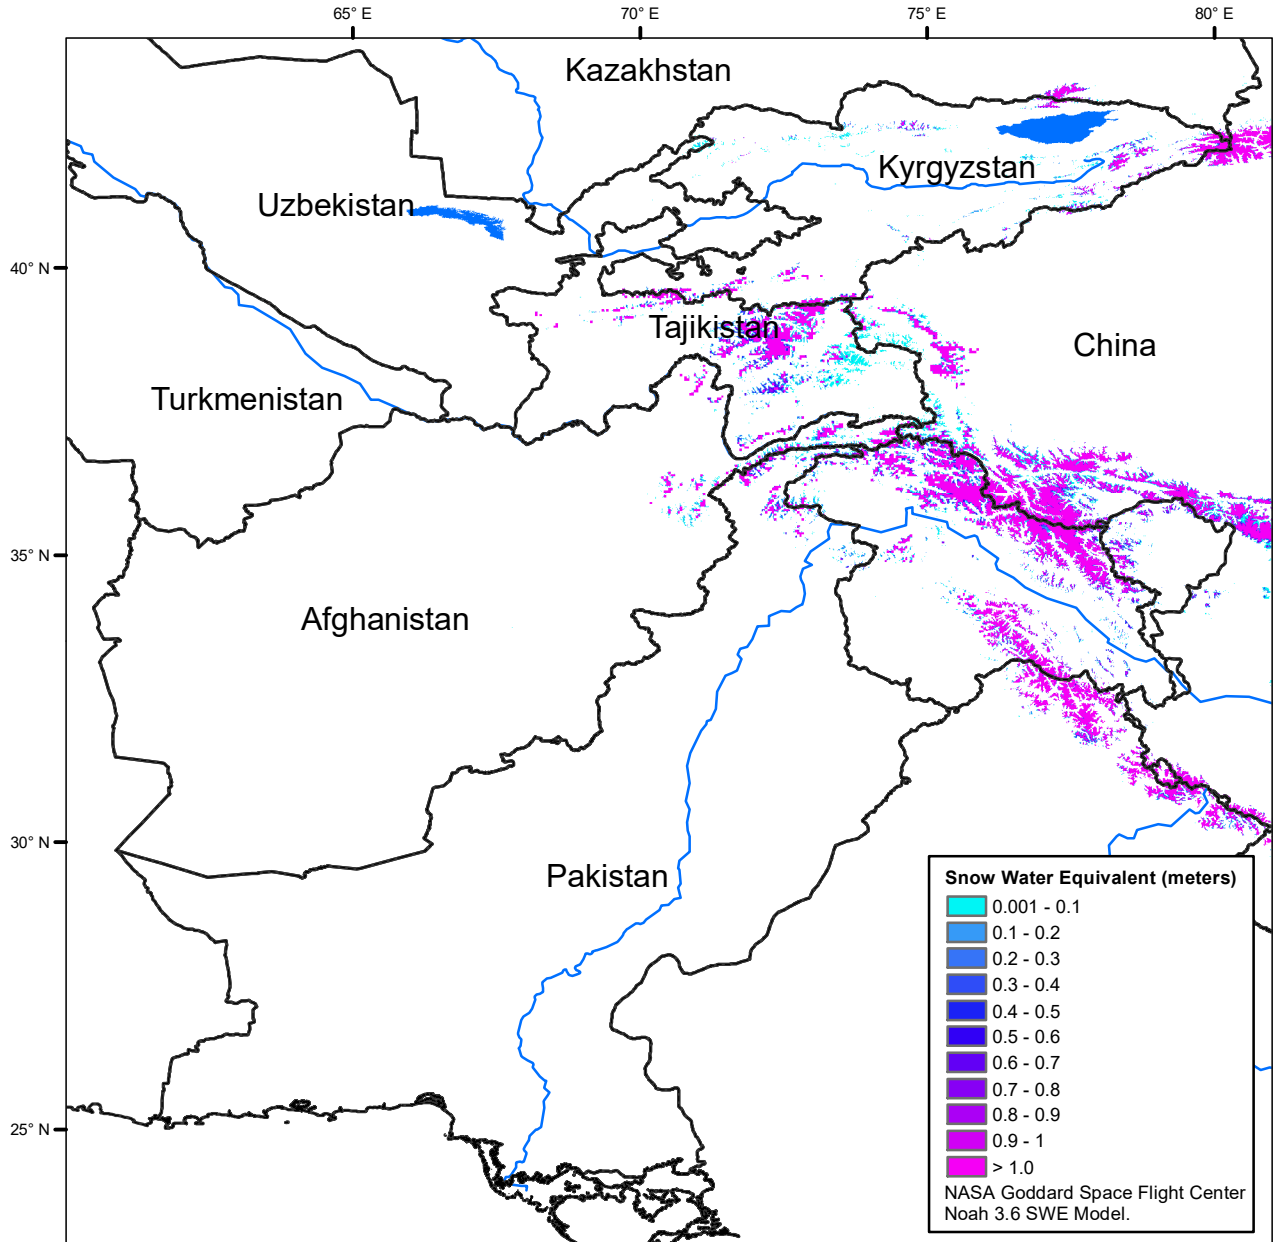 65° E
70° E
75° E
80° E
Kazakhstan
Kyrgyzstan
Uzbekistan
40° N
Tajikistan
China
Turkmenistan
35° N
Afghanistan
30° N
Pakistan
Snow Water Equivalent (meters)
0.001 - 0.1
0.1 - 0.2
0.2 - 0.3
0.3 - 0.4
0.4 - 0.5
0.5 - 0.6
0.6 - 0.7
0.7 - 0.8
0.8 - 0.9
0.9 - 1
> 1.0
25° N
NASA Goddard Space Flight Center
Noah 3.6 SWE Model.